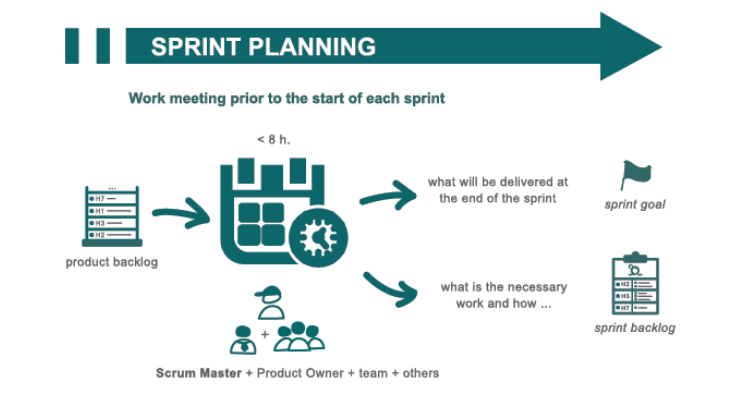 SPRINT PLANNING
Work meeting prior to the start of each sprint
< 8 h.
...
H7
H1
H3
H2
product backlog
what will be delivered at
the end of the sprint
sprint goal
what is the necessary
work and how ...
H2
H3
H7
sprint backlog
+
Scrum Master + Product Owner + team + others